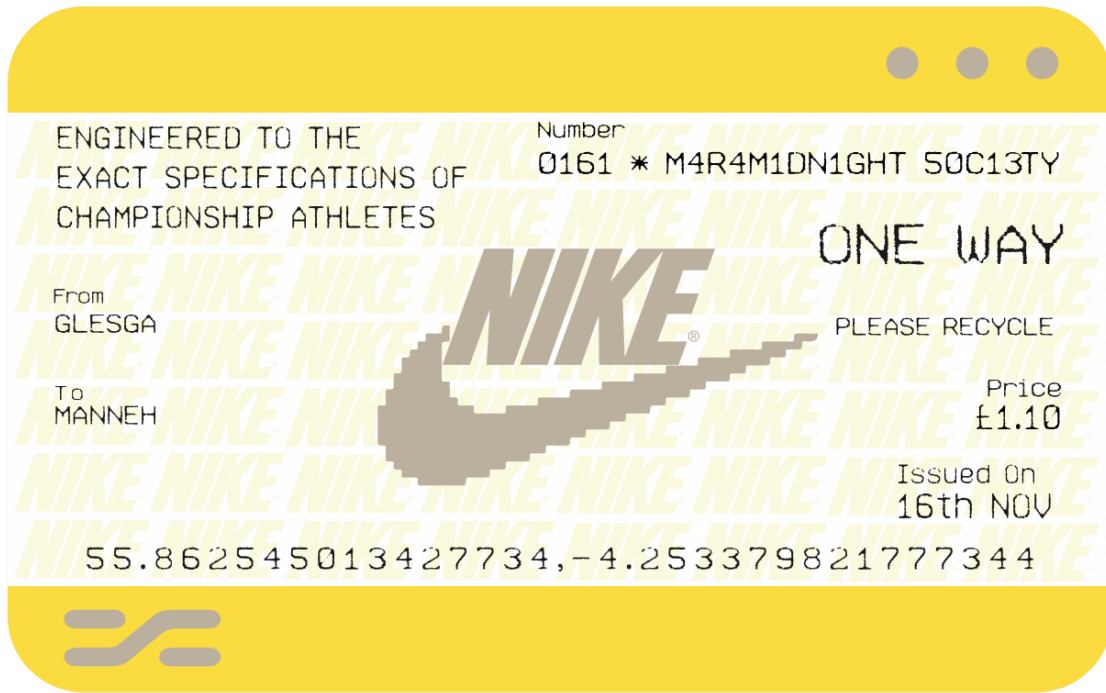 ENGINEERED TO THE
EXACT SPECIFICATIONS OF
CHAMPIONSHIP ATHLETES
Number
0161 * M4R4M1DN1GHT 50C13TY
ONE WAY
NIKE®
From
GLESGA
PLEASE RECYCLE
To
MANNEH
Price
£1.10
Issued On
16th NOV
55.862545013427734,-4.253379821777344